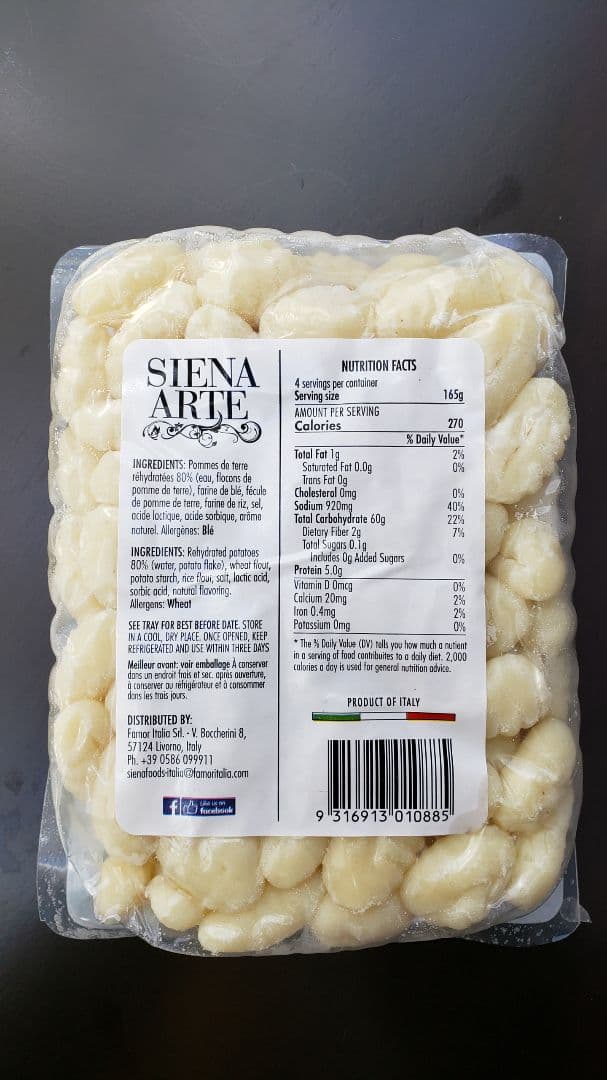 SIENA
ARTE
INGREDIENTS: Pommes de terre
réhydratées 80% (eau, flocons de
pomme de terre), farine de blé, fécule
de pomme de terre, farine de riz, sel,
acide lactique, acide sorbique, arôme
naturel. Allergènes: Blé
INGREDIENTS: Rehydrated potatoes
80% (water, potato flake), wheat flour,
potato starch, rice flour, salt, lactic acid,
sorbic acid, natural flavoring.
Allergens: Wheat
SEE TRAY FOR BEST BEFORE DATE. STORE
IN A COOL, DRY PLACE. ONCE OPENED, KEEP
REFRIGERATED AND USE WITHIN THREE DAYS
Meilleur avant: voir emballage À conserver
dans un endroit frais et sec. après ouverture,
à conserver au réfrigérateur et à consommer
dans les trois jours.
DISTRIBUTED BY:
Famor Italia Srl. - V. Boccherini 8,
57124 Livorno, Italy
Ph. +39 0586 099911
sienafoods-italia@famoritalia.com
f Like us on
facebook
NUTRITION FACTS
4 servings per container
Serving size 165g
AMOUNT PER SERVING
Calories 270
% Daily Value*
Total Fat 1g 2%
Saturated Fat 0.0g 0%
Trans Fat 0g
Cholesterol 0mg 0%
Sodium 920mg 40%
Total Carbohydrate 60g 22%
Dietary Fiber 2g 7%
Total Sugars 0.1g
Includes 0g Added Sugars 0%
Protein 5.0g
Vitamin D 0mcg 0%
Calcium 20mg 2%
Iron 0.4mg 2%
Potassium 0mg 0%
* The % Daily Value (DV) tells you how much a nutient
in a serving of food contribuites to a daily diet. 2,000
calories a day is used for general nutrition advice.
PRODUCT OF ITALY
9 316913 010885